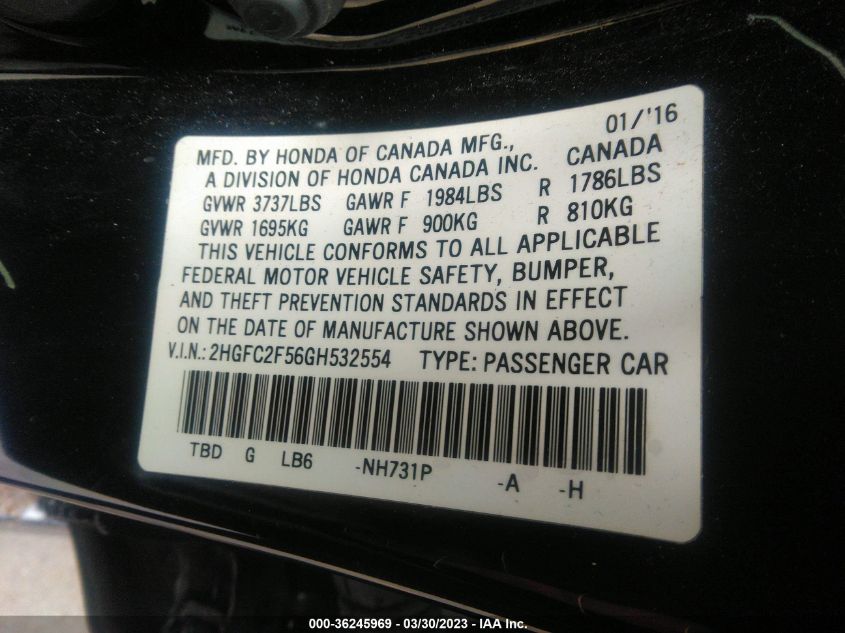 01/'16
MFD. BY HONDA OF CANADA MFG.,
A DIVISION OF HONDA CANADA INC. CANADA
GVWR 3737LBS GAWR F 1984LBS R 1786LBS
GVWR 1695KG GAWR F 900KG R 810KG
THIS VEHICLE CONFORMS TO ALL APPLICABLE
FEDERAL MOTOR VEHICLE SAFETY, BUMPER,
AND THEFT PREVENTION STANDARDS IN EFFECT
ON THE DATE OF MANUFACTURE SHOWN ABOVE.
V.I.N.: 2HGFC2F56GH532554 TYPE: PASSENGER CAR
TBD G LB6 -NH731P -A -H
000-36245969 — 03/30/2023 — IAA Inc.